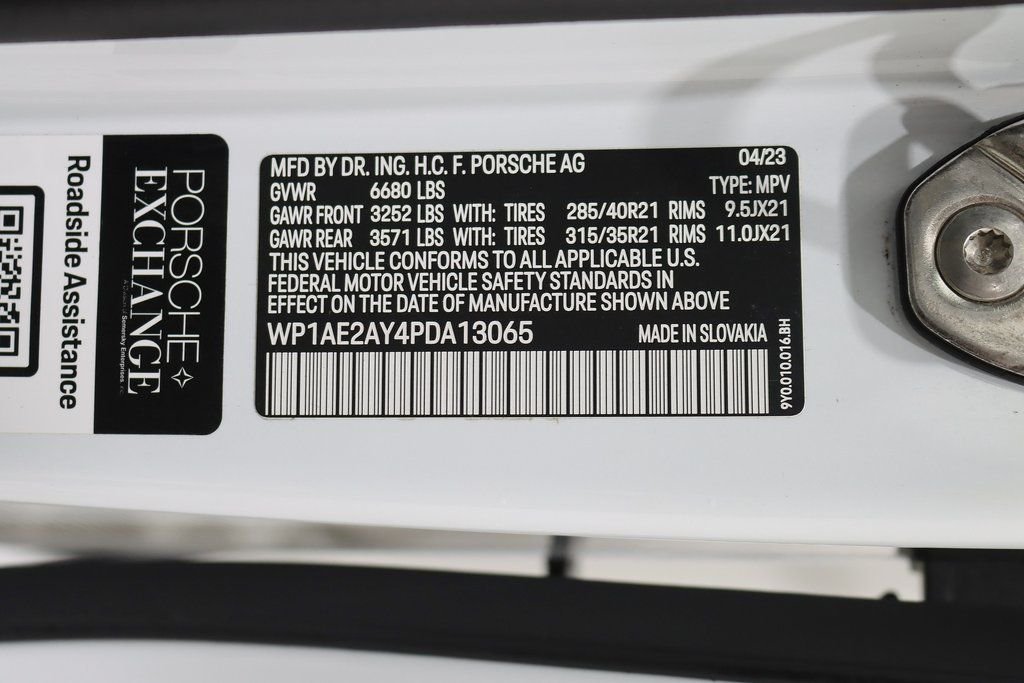 Roadside Assistance
PORSCHE
EXCHANGE
MFD BY DR. ING. H.C. F. PORSCHE AG 04/23
GVWR 6680 LBS TYPE: MPV
GAWR FRONT 3252 LBS WITH: TIRES 285/40R21 RIMS 9.5JX21
GAWR REAR 3571 LBS WITH: TIRES 315/35R21 RIMS 11.0JX21
THIS VEHICLE CONFORMS TO ALL APPLICABLE U.S.
FEDERAL MOTOR VEHICLE SAFETY STANDARDS IN
EFFECT ON THE DATE OF MANUFACTURE SHOWN ABOVE
WP1AE2AY4PDA13065 MADE IN SLOVAKIA
9Y0.010.016.BH